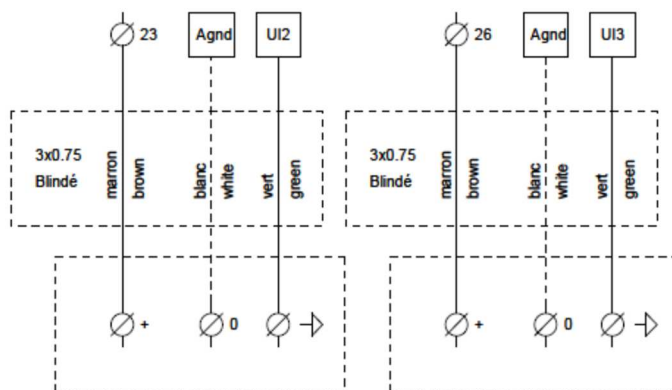 23 Agnd UI2 26 Agnd UI3
3x0.75
Blindé
marron
brown
blanc
white
vert
green
3x0.75
Blindé
marron
brown
blanc
white
vert
green
+ 0 + 0